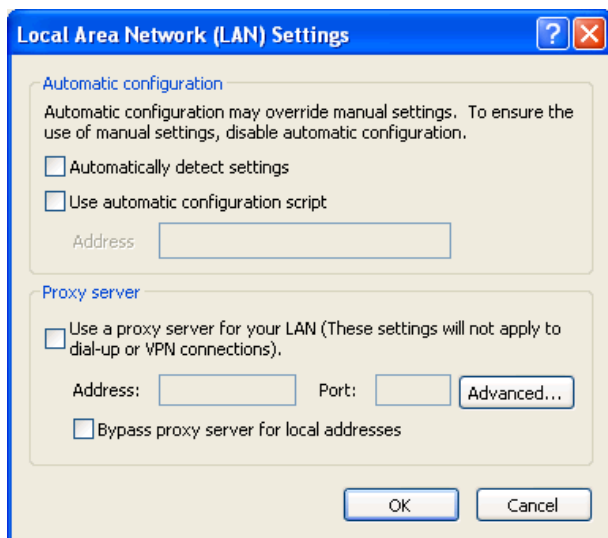 Local Area Network (LAN) Settings
Automatic configuration
Automatic configuration may override manual settings.  To ensure the
use of manual settings, disable automatic configuration.
Automatically detect settings
Use automatic configuration script
Address
Proxy server
Use a proxy server for your LAN (These settings will not apply to
dial-up or VPN connections).
Address:
Port:
Advanced...
Bypass proxy server for local addresses
OK
Cancel